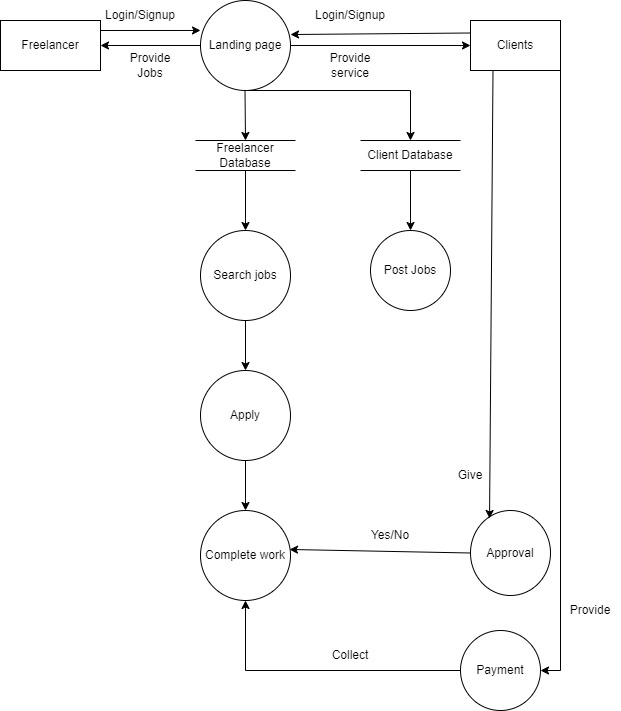 Login/Signup
Login/Signup
Freelancer
Landing page
Clients
Provide
Jobs
Provide
service
Freelancer
Database
Client Database
Search jobs
Post Jobs
Apply
Give
Yes/No
Complete work
Approval
Provide
Collect
Payment